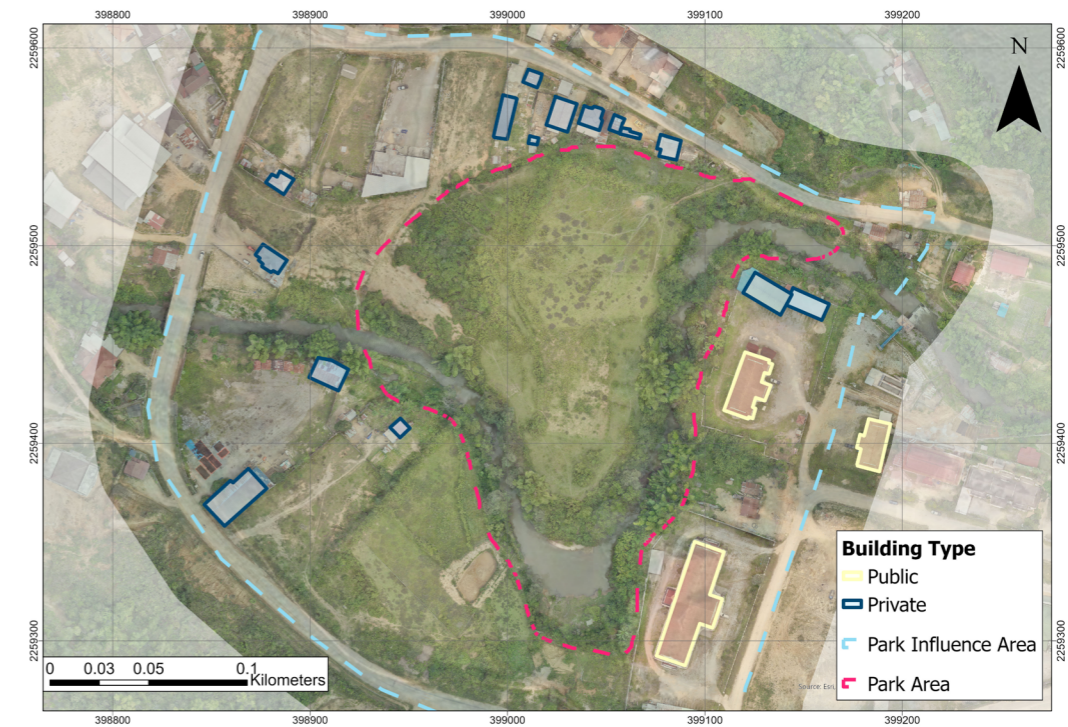 398800 398900 399000 399100 399200
2259600 2259600
N
2259500 2259500
2259400 2259400
2259300 2259300
Building Type
Public
Private
Park Influence Area
Park Area
0 0.03 0.05 0.1
Kilometers
Source: Esri,
398800 398900 399000 399100 399200